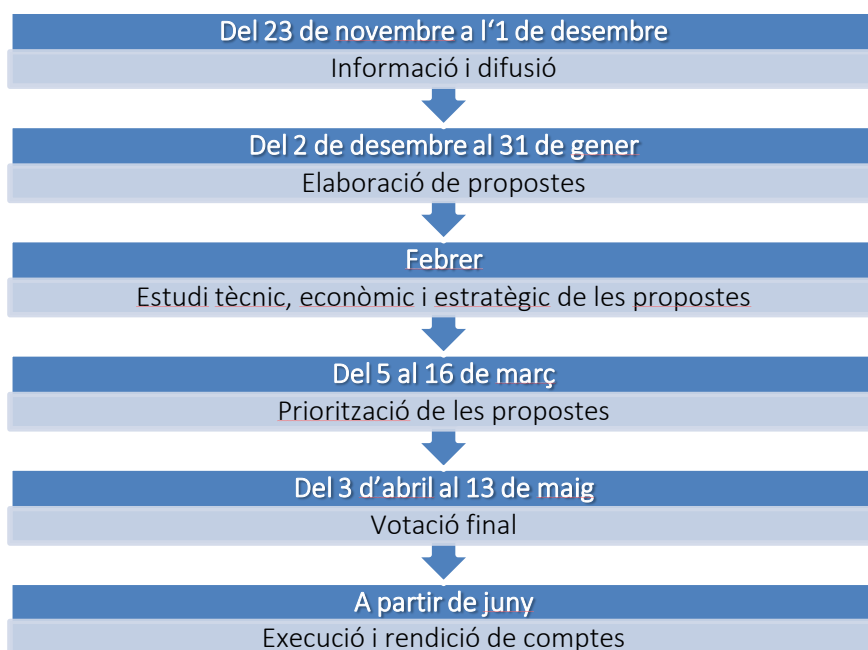 Del 23 de novembre a l‘1 de desembre
Informació i difusió
Del 2 de desembre al 31 de gener
Elaboració de propostes
Febrer
Estudi tècnic, econòmic i estratègic de les propostes
Del 5 al 16 de març
Priorització de les propostes
Del 3 d’abril al 13 de maig
Votació final
A partir de juny
Execució i rendició de comptes